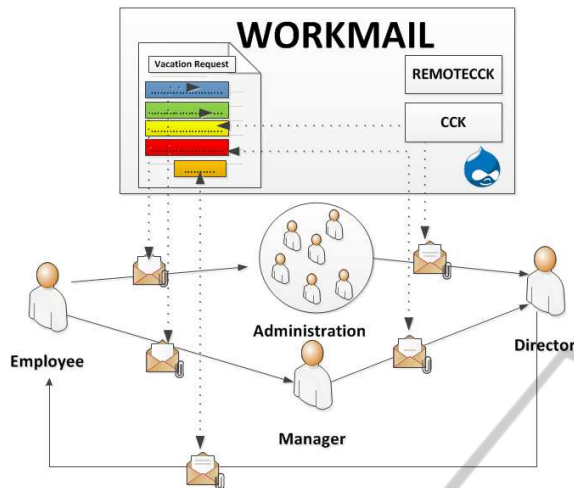 WORKMAIL
Vacation Request
REMOTECCK
CCK
Administration
Employee
Director
Manager